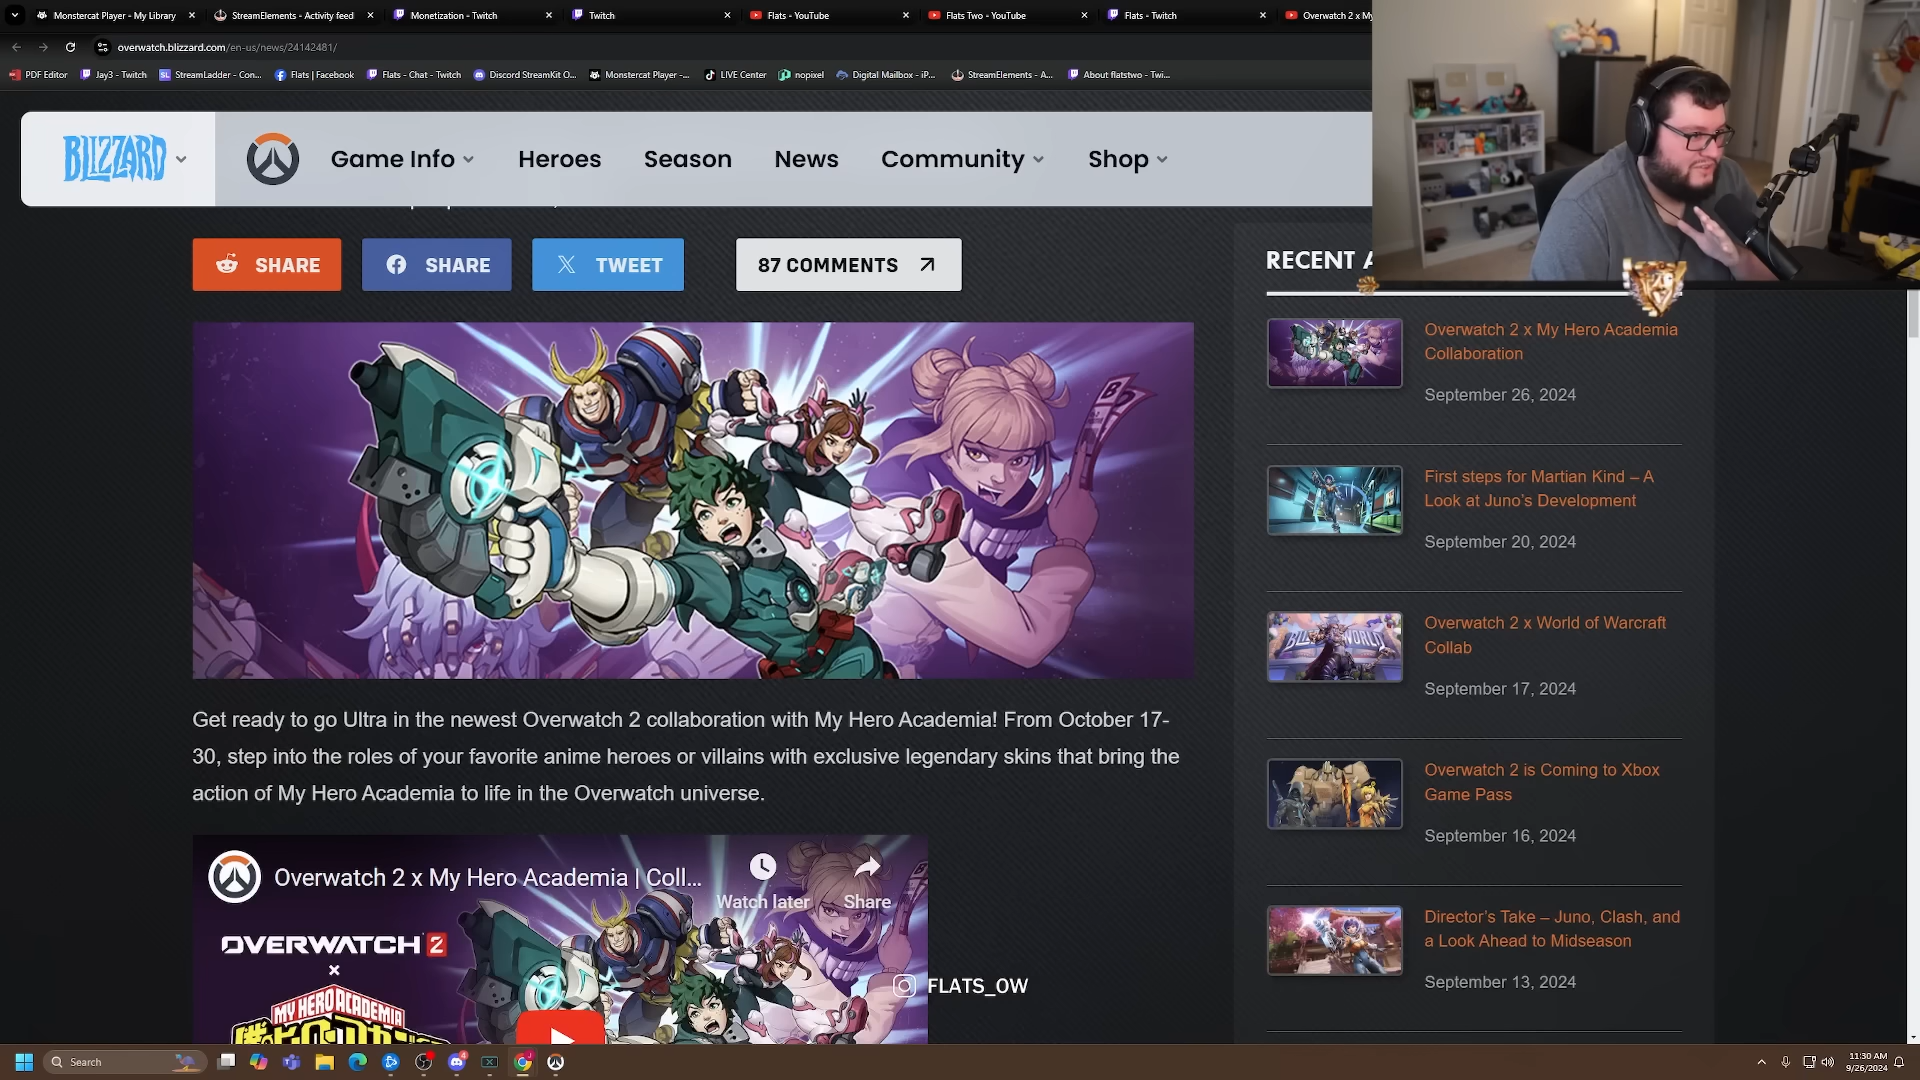 Monstercat Player - My Library
StreamElements - Activity feed
Monetization - Twitch
Twitch
Flats - YouTube
Flats Two - YouTube
Flats - Twitch
Overwatch 2 x My
overwatch.blizzard.com/en-us/news/24142481/
PDF Editor
Jay3 - Twitch
StreamLadder - Con...
Flats | Facebook
Flats - Chat - Twitch
Discord StreamKit O...
Monstercat Player -...
LIVE Center
nopixel
Digital Mailbox - iP...
StreamElements - A...
About flatstwo - Twi...
BLIZZARD
Game Info
Heroes
Season
News
Community
Shop
SHARE
SHARE
TWEET
87 COMMENTS
Get ready to go Ultra in the newest Overwatch 2 collaboration with My Hero Academia! From October 17-
30, step into the roles of your favorite anime heroes or villains with exclusive legendary skins that bring the
action of My Hero Academia to life in the Overwatch universe.
Overwatch 2 x My Hero Academia | Coll...
Watch later
Share
OVERWATCH 2
×
MY HERO ACADEMIA
FLATS_OW
RECENT A
Overwatch 2 x My Hero Academia
Collaboration
September 26, 2024
First steps for Martian Kind – A
Look at Juno’s Development
September 20, 2024
Overwatch 2 x World of Warcraft
Collab
September 17, 2024
Overwatch 2 is Coming to Xbox
Game Pass
September 16, 2024
Director’s Take – Juno, Clash, and
a Look Ahead to Midseason
September 13, 2024
Search
11:30 AM
9/26/2024